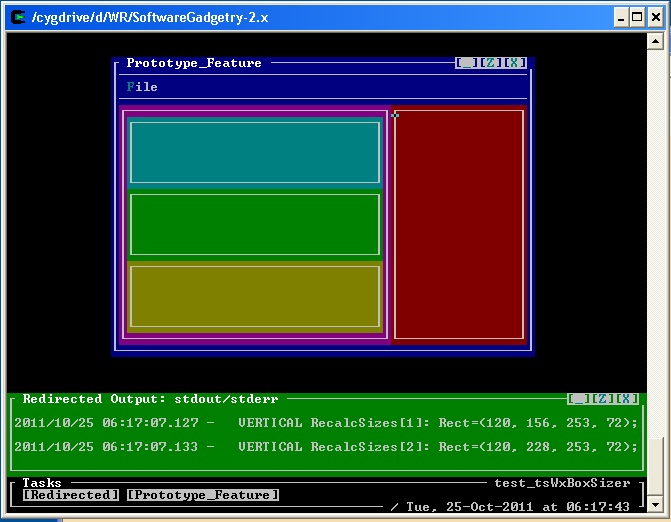 /cygdrive/d/WR/SoftwareGadgetry-2.x
Protoype_Feature [_][Z][X]
File
Redirected Output: stdout/stderr [_][Z][X]
2011/10/25 06:17:07.127 - VERTICAL RecalcSizes[1]: Rect=(120, 156, 253, 72);
2011/10/25 06:17:07.133 - VERTICAL RecalcSizes[2]: Rect=(120, 228, 253, 72);
Tasks test_tsWxBoxSizer
[Redirected] [Prototype_Feature]
/ Tue, 25-Oct-2011 at 06:17:43